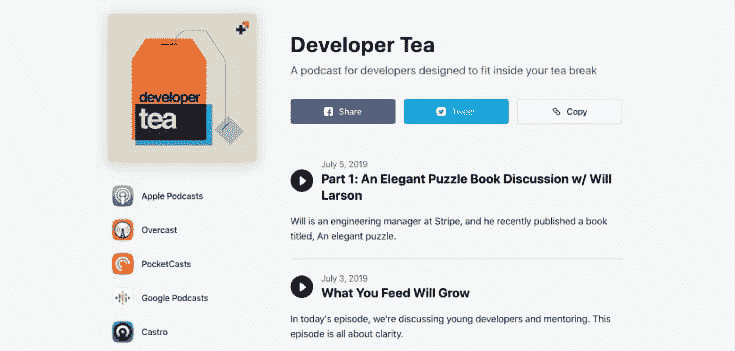 developer
tea
Apple Podcasts
Overcast
PocketCasts
Google Podcasts
Castro
Developer Tea
A podcast for developers designed to fit inside your tea break
Share
Tweet
Copy
July 5, 2019
Part 1: An Elegant Puzzle Book Discussion w/ Will
Larson
Will is an engineering manager at Stripe, and he recently published a book
titled, An elegant puzzle.
July 3, 2019
What You Feed Will Grow
In today's episode, we're discussing young developers and mentoring. This
episode is all about clarity.